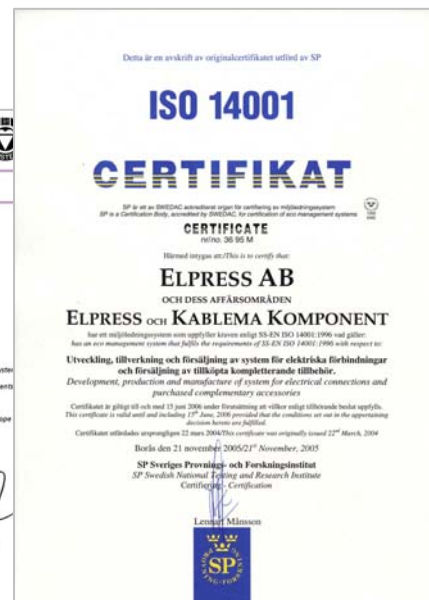 Detta är en avskrift av originalcertifikatet utförd av SP
ISO 14001
CERTIFIKAT
SP är ett av SWEDAC ackrediterat organ för certifiering av miljöledningssystem
SP is a Certification Body, accredited by SWEDAC, for certification of eco management systems
CERTIFICATE
nr/no. 36 95 M
Härmed intygas att:/This is to certify that:
ELPRESS AB
OCH DESS AFFÄRSOMRÅDEN
ELPRESS OCH KABLEMA KOMPONENT
har ett miljöledningssystem som uppfyller kraven enligt SS-EN ISO 14001:1996 vad gäller:
has an eco management system that fulfils the requirements of SS-EN ISO 14001:1996 with respect to:
Utveckling, tillverkning och försäljning av system för elektriska förbindningar
och försäljning av tillköpta kompletterande tillbehör.
Development, production and manufacture of system for electrical connections and
purchased complementary accessories
Certifikatet är giltigt till och med 15 juni 2006 under förutsättning att villkor enligt tillhörande beslut uppfylls.
This certificate is valid until and including 15th June, 2006 provided that the conditions set out in the appertaining
decision hereto are fulfilled.
Certifikatet utfärdades ursprungligen 22 mars 2004/This certificate was originally issued 22nd March, 2004
Borås den 21 november 2005/21st November, 2005
SP Sveriges Provnings- och Forskningsinstitut
SP Swedish National Testing and Research Institute
Certifiering - Certification
Lennart Månsson
SP
PROVNING•FORSKNING